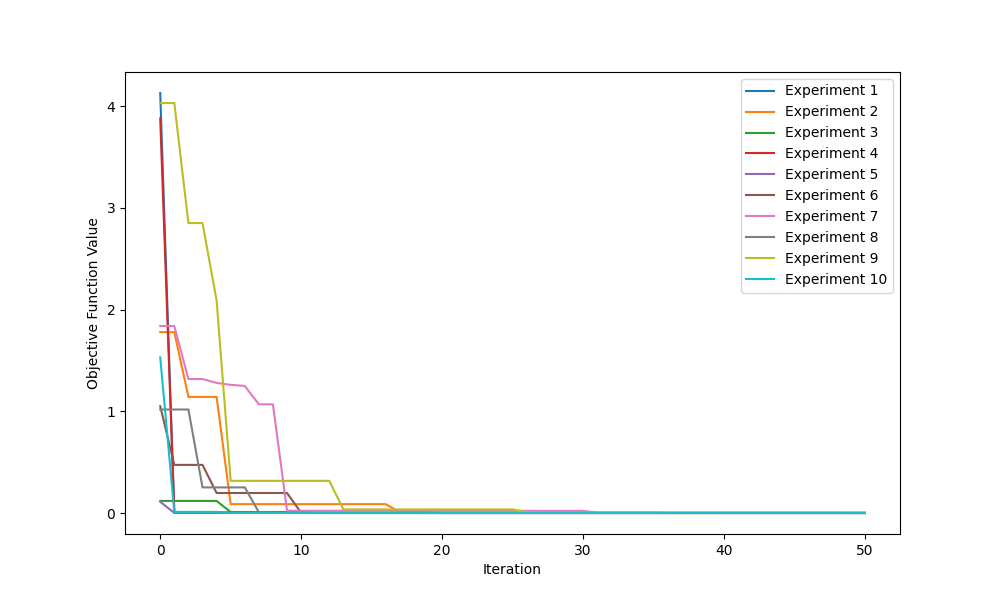 Experiment 1
Experiment 2
Experiment 3
Experiment 4
Experiment 5
Experiment 6
Experiment 7
Experiment 8
Experiment 9
Experiment 10
Objective Function Value
4
3
2
1
0
0 10 20 30 40 50
Iteration